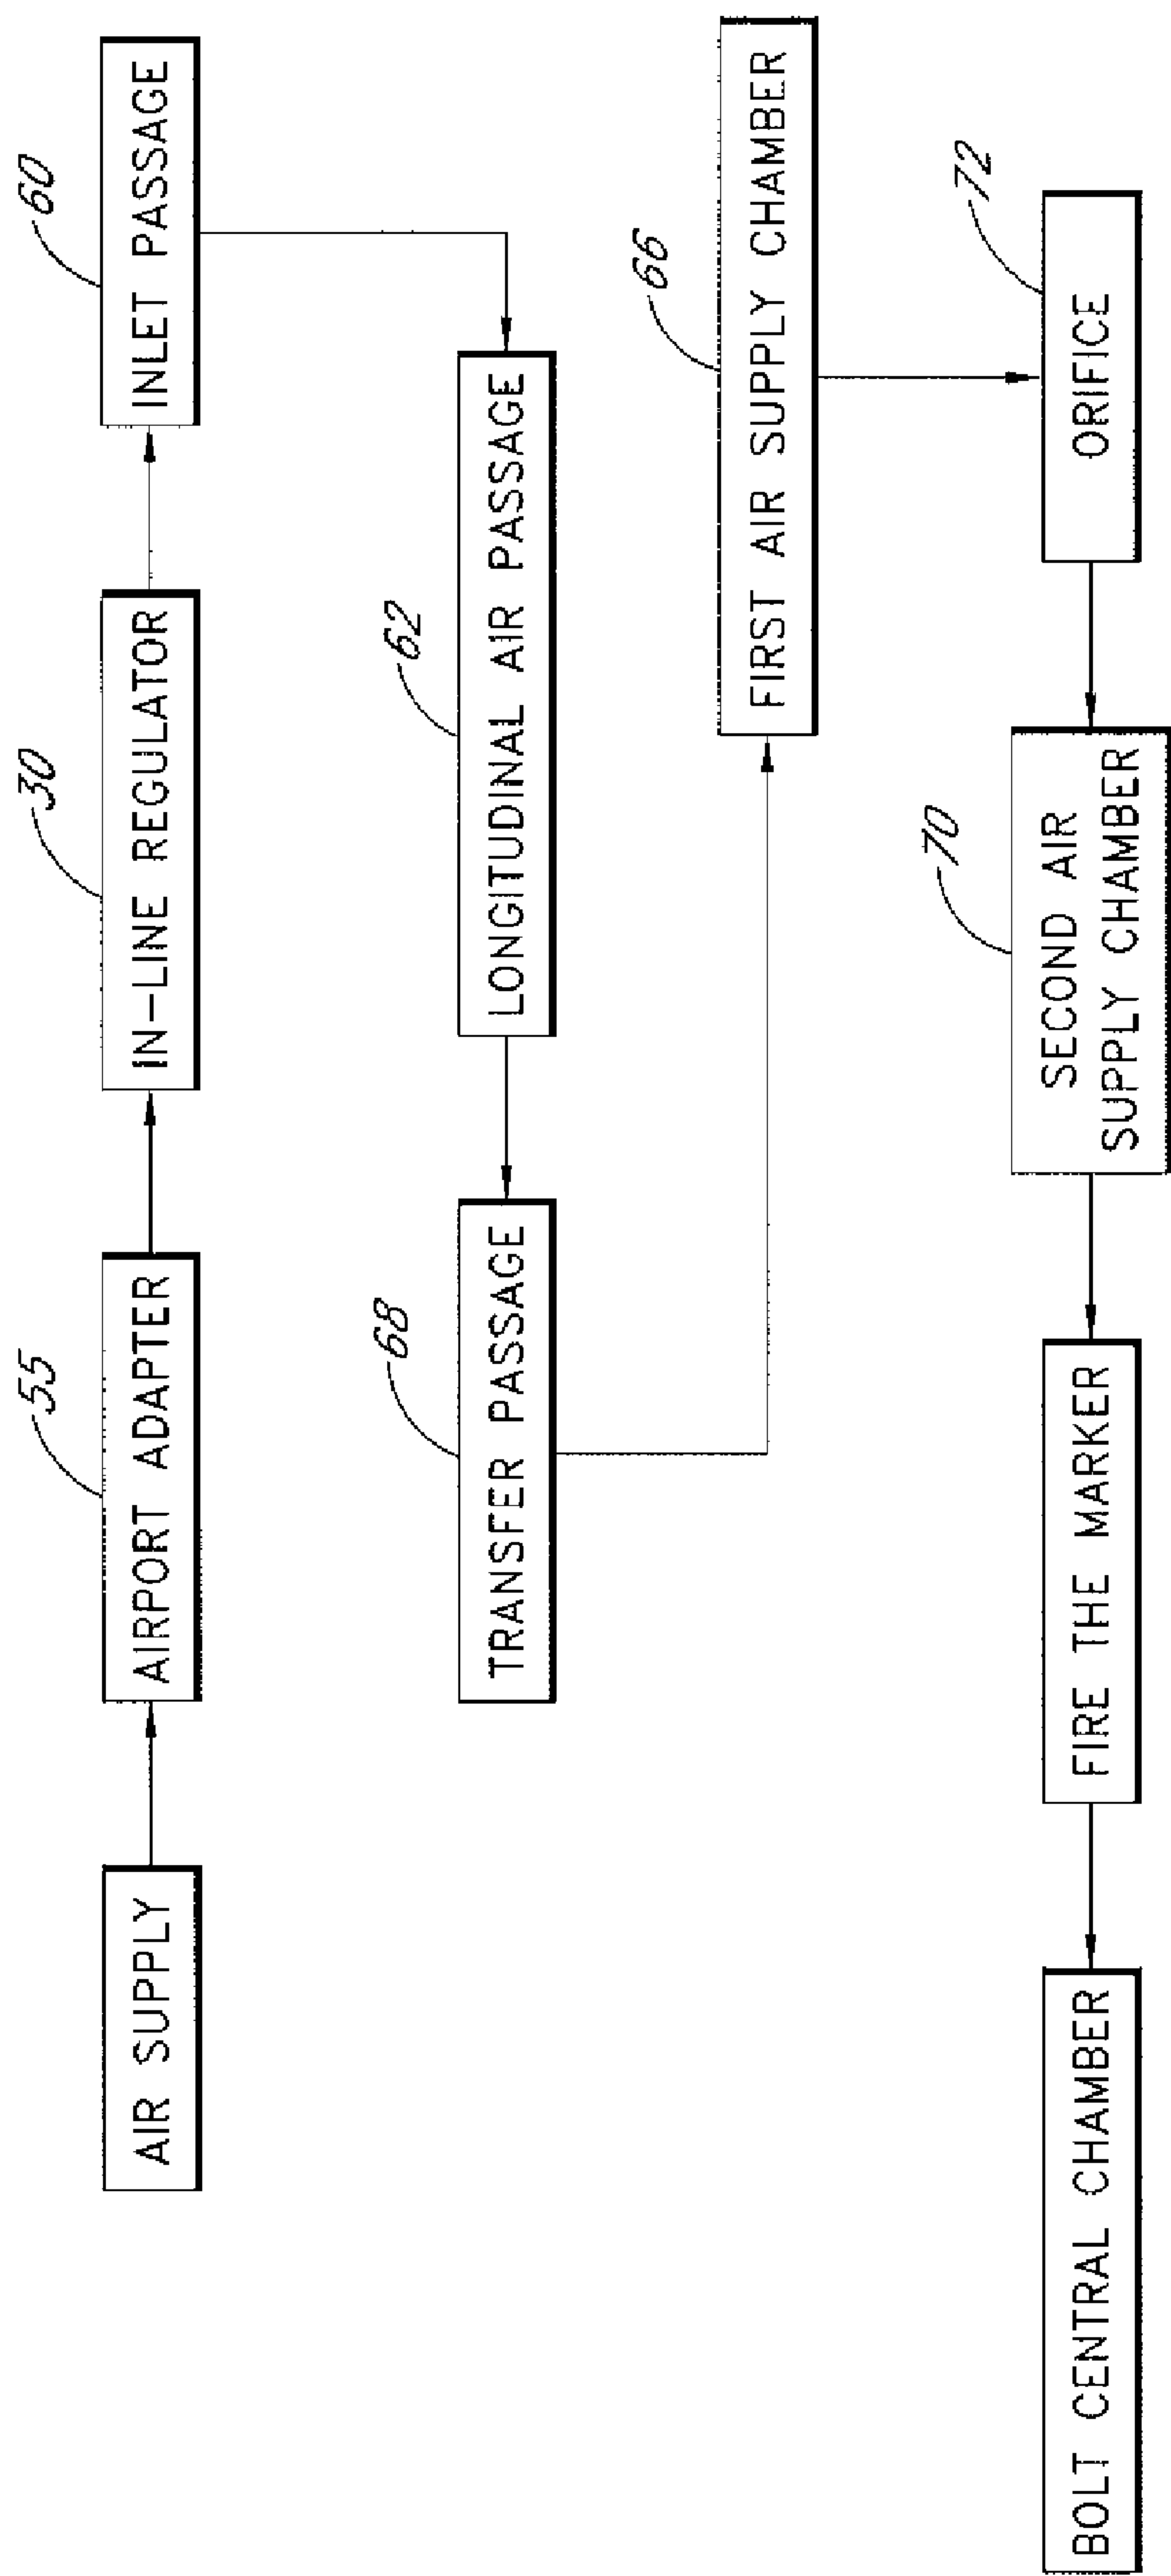 AIR SUPPLY
55
AIRPORT ADAPTER
30
IN-LINE REGULATOR
60
INLET PASSAGE
62
LONGITUDINAL AIR PASSAGE
68
TRANSFER PASSAGE
66
FIRST AIR SUPPLY CHAMBER
72
ORIFICE
70
SECOND AIR
SUPPLY CHAMBER
FIRE THE MARKER
BOLT CENTRAL CHAMBER